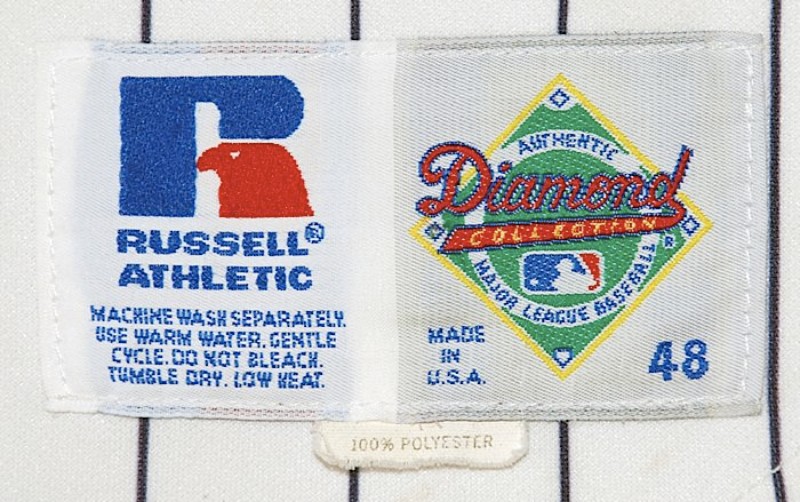 RUSSELL®
ATHLETIC
MACHINE WASH SEPARATELY.
USE WARM WATER. GENTLE
CYCLE. DO NOT BLEACH.
TUMBLE DRY. LOW HEAT.
AUTHENTIC
Diamond
COLLECTION
®
MAJOR LEAGUE BASEBALL
MADE
IN
U.S.A.
48
100% POLYESTER